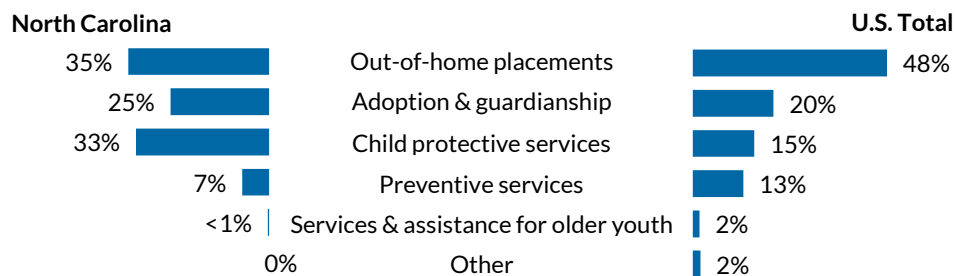 North Carolina U.S. Total
35% Out-of-home placements 48%
25% Adoption & guardianship 20%
33% Child protective services 15%
7% Preventive services 13%
<1% Services & assistance for older youth 2%
0% Other 2%